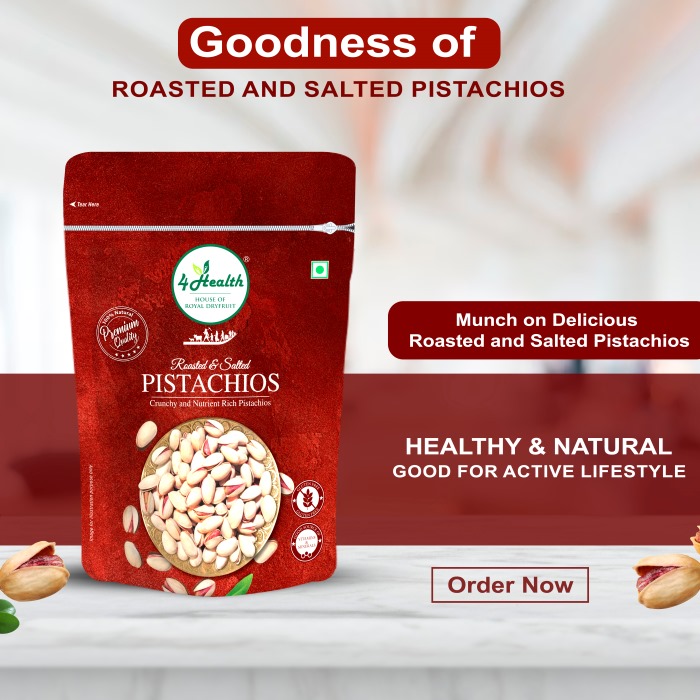 Goodness of
ROASTED AND SALTED PISTACHIOS
Tear Here
4Health
®
HOUSE OF
ROYAL DRYFRUIT
100% Natural
Premium
Quality
Roasted & Salted
PISTACHIOS
Crunchy and Nutrient Rich Pistachios
Munch on Delicious
Roasted and Salted Pistachios
HEALTHY & NATURAL
GOOD FOR ACTIVE LIFESTYLE
Order Now